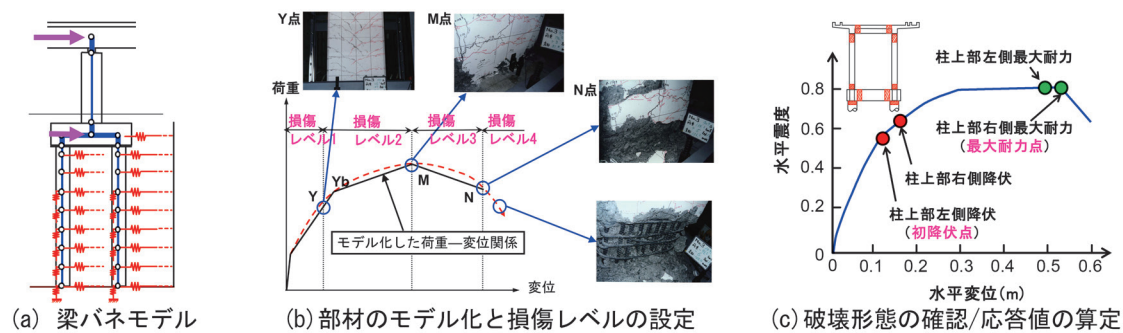 Y点
M点
N点
荷重
損傷
レベル1
損傷
レベル2
損傷
レベル3
損傷
レベル4
Y
Yb
M
N
モデル化した荷重―変位関係
変位
柱上部左側最大耐力
柱上部右側最大耐力
(最大耐力点)
柱上部右側降伏
柱上部左側降伏
(初降伏点)
水平震度
0.8
0.6
0.4
0.2
0
0
0.1
0.2
0.3
0.4
0.5
0.6
水平変位(m)
(a) 梁バネモデル
(b)部材のモデル化と損傷レベルの設定
(c)破壊形態の確認/応答値の算定